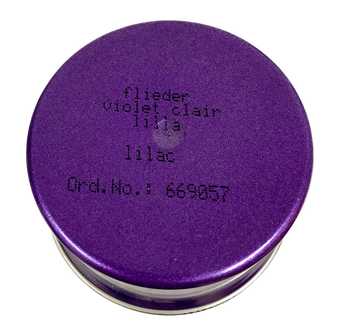 flieder
violet clair
lilla
lilac
Ord.No.: 669057